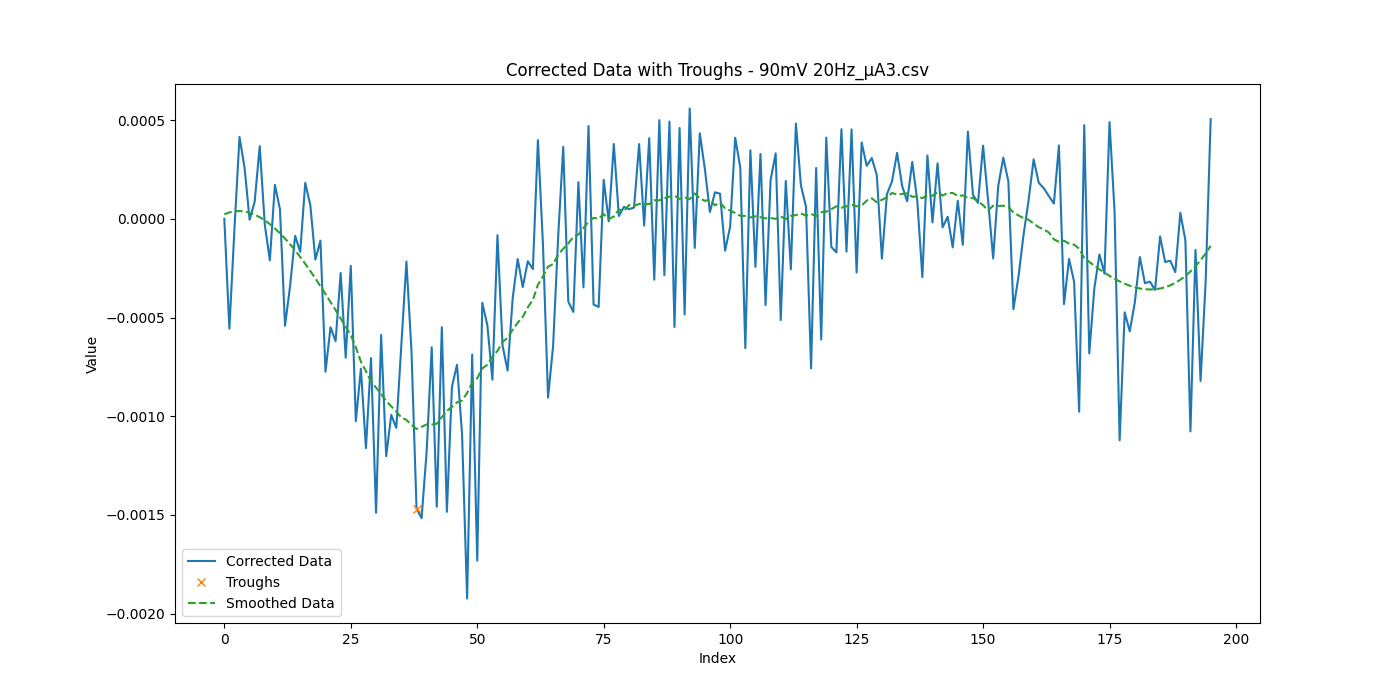 Corrected Data with Troughs - 90mV 20Hz_μA3.csv
Value
0.0005
0.0000
−0.0005
−0.0010
−0.0015
−0.0020
Corrected Data
Troughs
Smoothed Data
0 25 50 75 100 125 150 175 200
Index